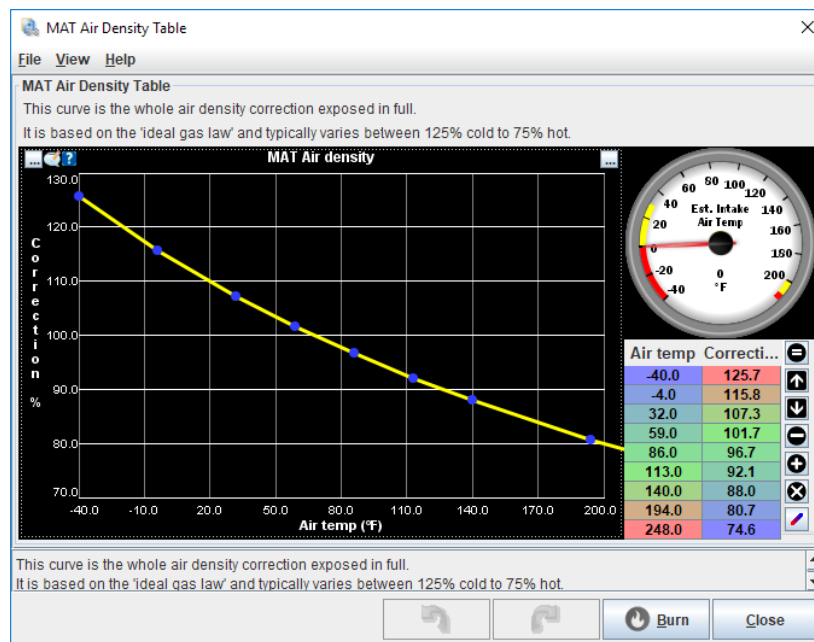 MAT Air Density Table
File View Help
MAT Air Density Table
This curve is the whole air density correction exposed in full.
It is based on the 'ideal gas law' and typically varies between 125% cold to 75% hot.
... ? MAT Air density ...
130.0
120.0
110.0
100.0
90.0
80.0
70.0
Correction %
-40.0 -10.0 20.0 50.0 80.0 110.0 140.0 170.0 200.0
Air temp (°F)
-40 -20 0 20 40 60 80 100 120 140 160 180 200
Est. Intake
Air Temp
0
°F
Air temp Correcti...
-40.0 125.7
-4.0 115.8
32.0 107.3
59.0 101.7
86.0 96.7
113.0 92.1
140.0 88.0
194.0 80.7
248.0 74.6
This curve is the whole air density correction exposed in full.
It is based on the 'ideal gas law' and typically varies between 125% cold to 75% hot.
Burn Close